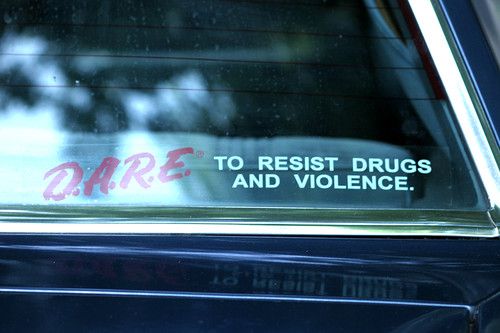 D.A.R.E.® TO RESIST DRUGS
AND VIOLENCE.